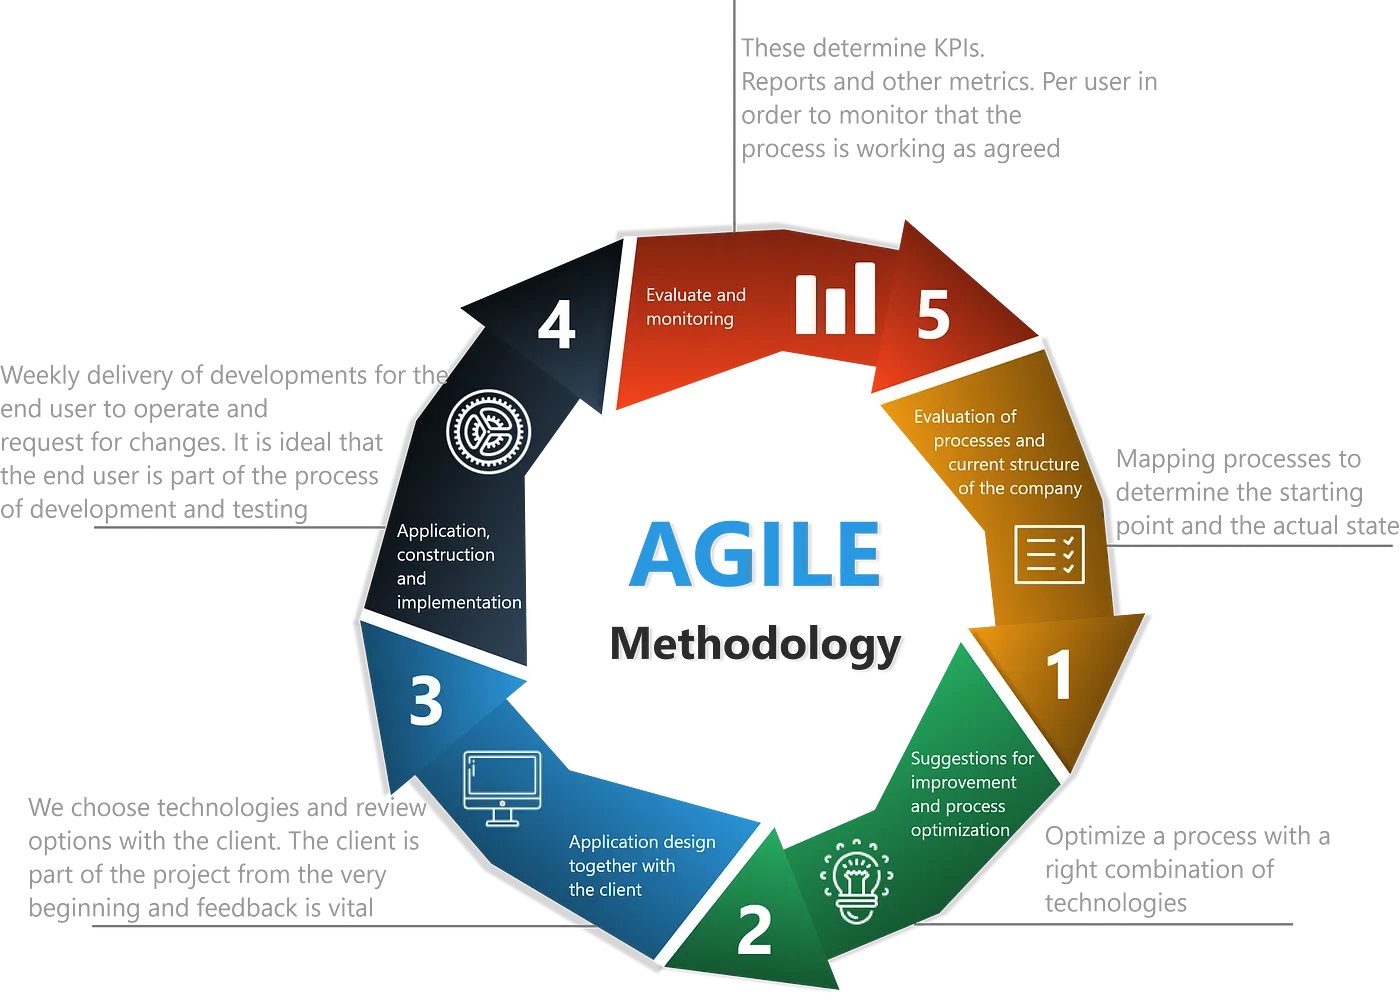 These determine KPIs.
Reports and other metrics. Per user in
order to monitor that the
process is working as agreed
Evaluate and
monitoring
5
4
Weekly delivery of developments for the
end user to operate and
request for changes. It is ideal that
the end user is part of the process
of development and testing
Application,
construction
and
implementation
Evaluation of
processes and
current structure
of the company
Mapping processes to
determine the starting
point and the actual state
AGILE
Methodology
1
3
Suggestions for
improvement
and process
optimization
We choose technologies and review
options with the client. The client is
part of the project from the very
beginning and feedback is vital
Application design
together with
the client
2
Optimize a process with a
right combination of
technologies